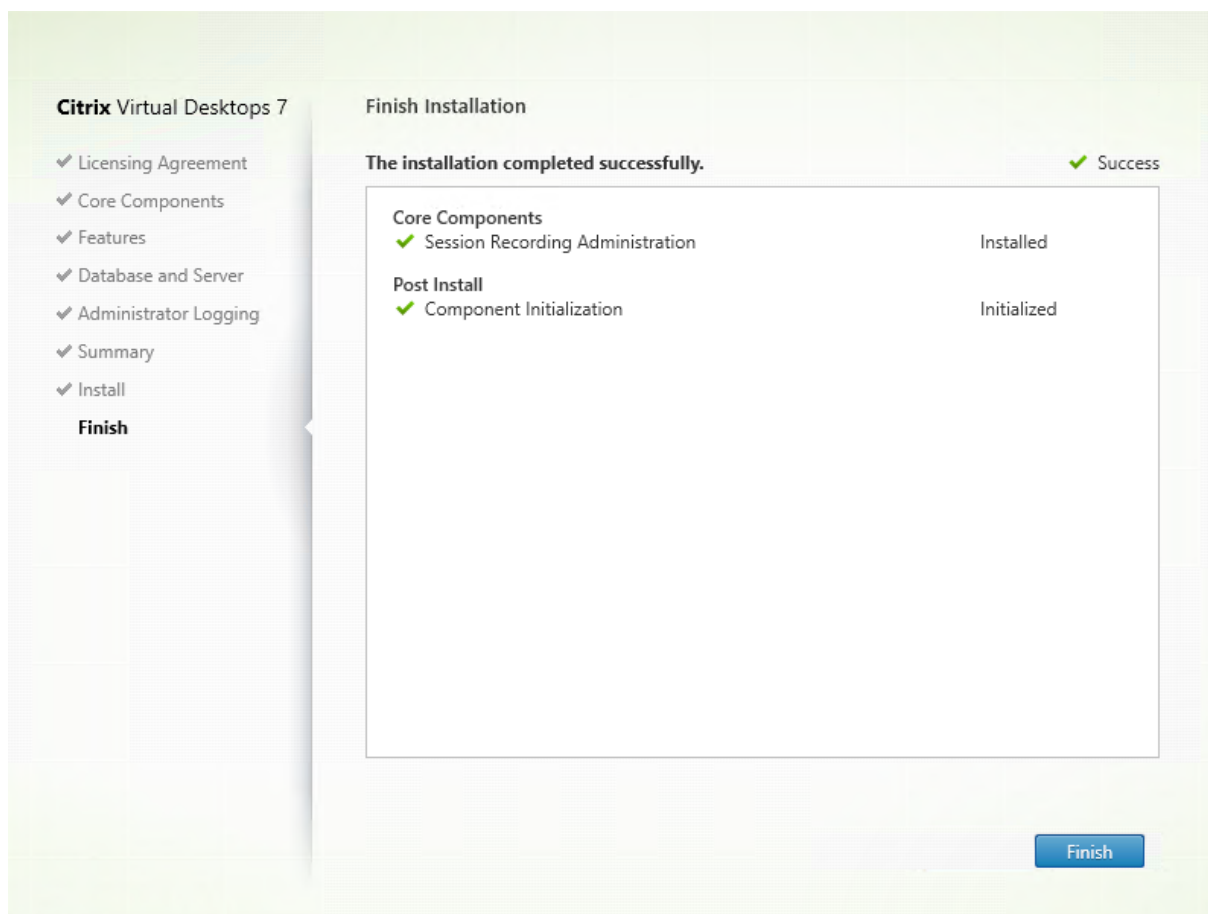 Citrix Virtual Desktops 7
Licensing Agreement
Core Components
Features
Database and Server
Administrator Logging
Summary
Install
Finish
Finish Installation
The installation completed successfully.
Success
Core Components
Session Recording Administration Installed
Post Install
Component Initialization Initialized
Finish